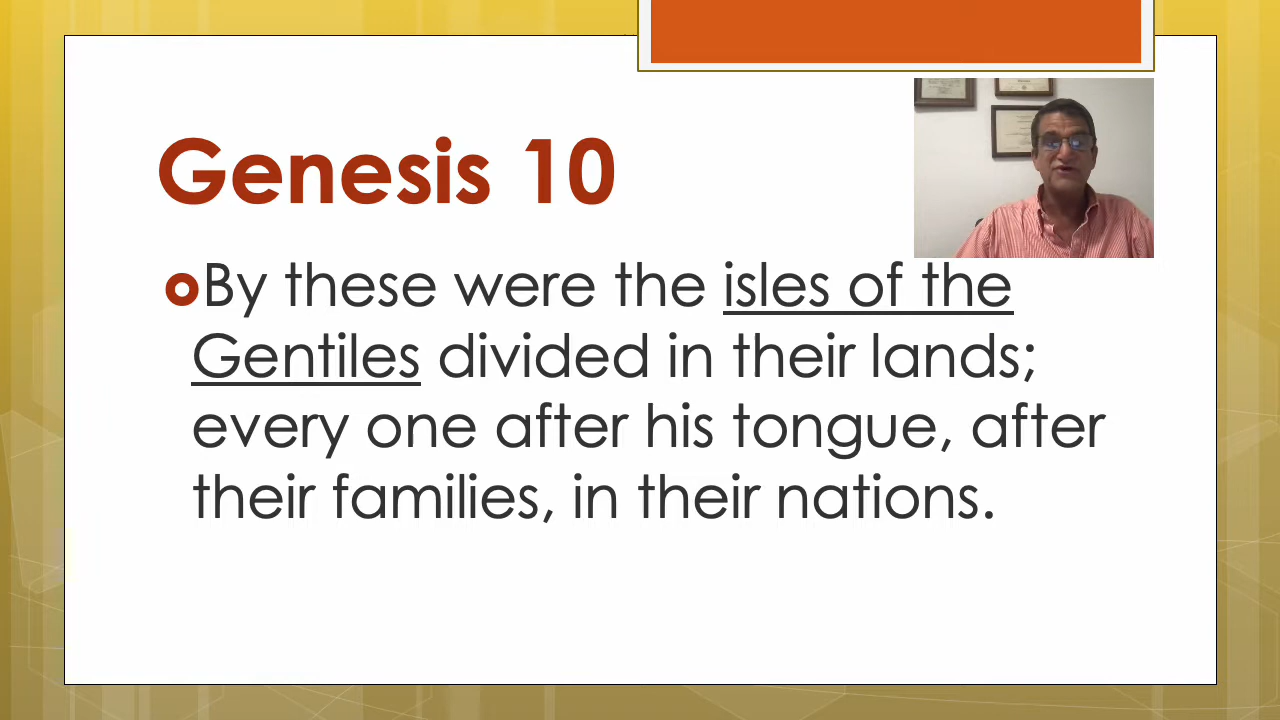 Genesis 10
By these were the isles of the
Gentiles divided in their lands;
every one after his tongue, after
their families, in their nations.